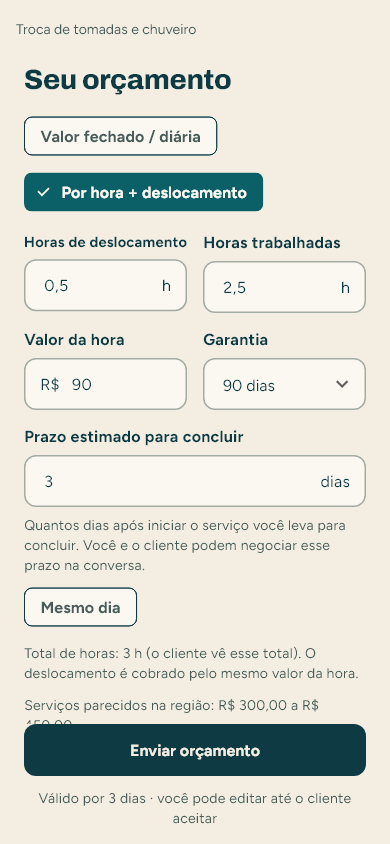 Troca de tomadas e chuveiro
Seu orçamento
Valor fechado / diária
Por hora + deslocamento
Horas de deslocamento
Horas trabalhadas
0,5 h
2,5 h
Valor da hora
Garantia
R$ 90
90 dias
Prazo estimado para concluir
3 dias
Quantos dias após iniciar o serviço você leva para
concluir. Você e o cliente podem negociar esse
prazo na conversa.
Mesmo dia
Total de horas: 3 h (o cliente vê esse total). O
deslocamento é cobrado pelo mesmo valor da hora.
Serviços parecidos na região: R$ 300,00 a R$
Enviar orçamento
Válido por 3 dias · você pode editar até o cliente
aceitar